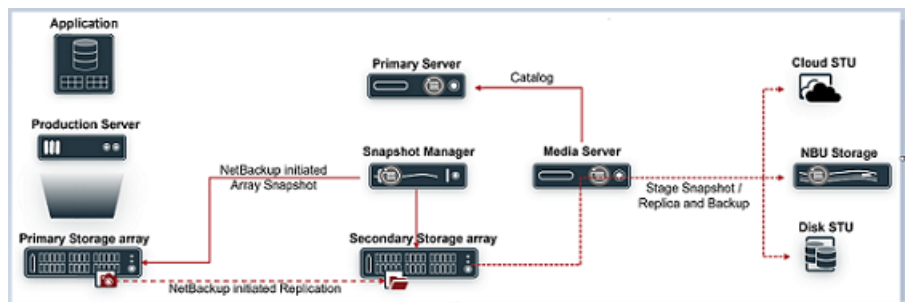 Application
Cloud STU
Primary Server
Catalog
Production Server
Snapshot Manager
Media Server
NBU Storage
NetBackup initiated
Array Snapshot
Stage Snapshot /
Replica and Backup
Primary Storage array
Secondary Storage array
Disk STU
NetBackup initiated Replication